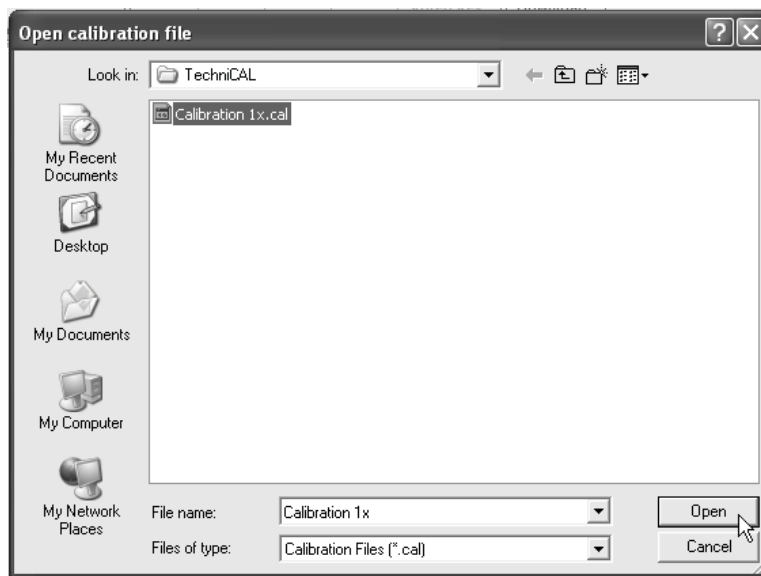 Open calibration file
Look in: TechniCAL
Calibration 1x.cal
My Recent
Documents
Desktop
My Documents
My Computer
My Network
Places
File name: Calibration 1x Open
Files of type: Calibration Files (*.cal) Cancel